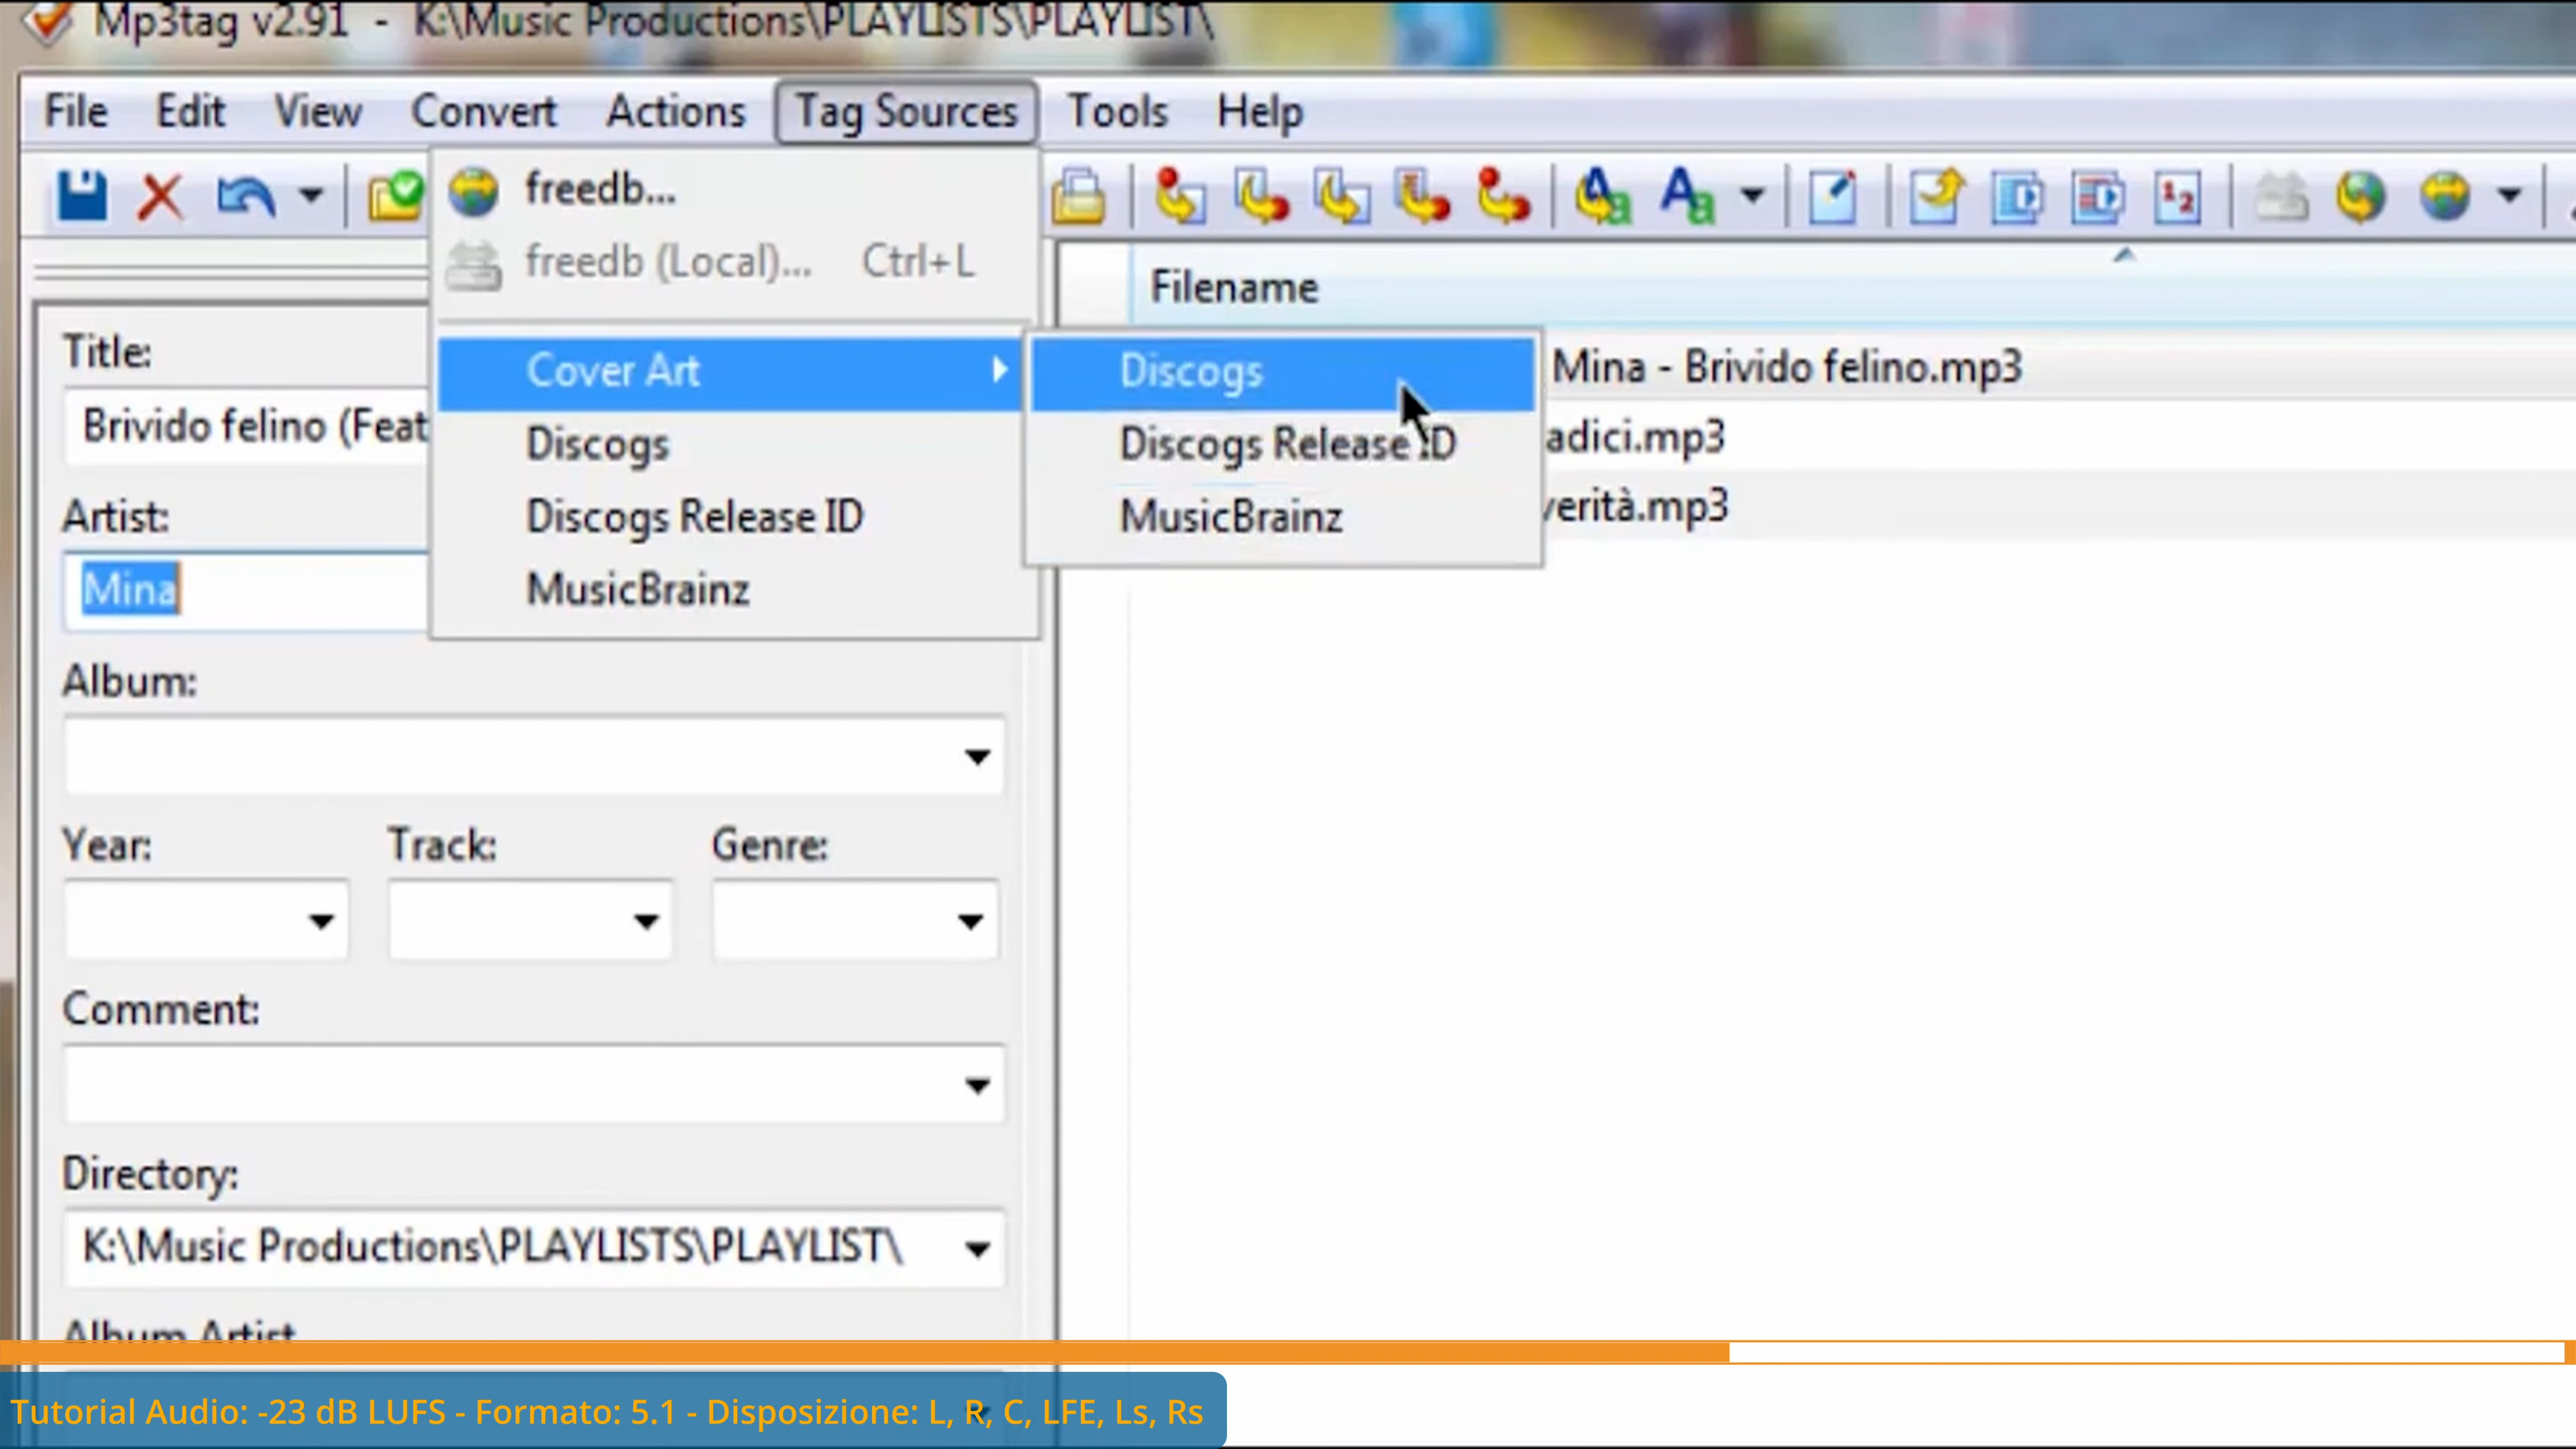 Mp3tag v2.91 - K:\Music Productions\PLAYLISTS\PLAYLIST\
File Edit View Convert Actions Tag Sources Tools Help
freedb...
freedb (Local)... Ctrl+L
Cover Art
Discogs
Discogs Release ID
MusicBrainz
Discogs
Discogs Release ID
MusicBrainz
Filename
Mina - Brivido felino.mp3
adici.mp3
verità.mp3
Title:
Brivido felino (Feat
Artist:
Mina
Album:
Year: Track: Genre:
Comment:
Directory:
K:\Music Productions\PLAYLISTS\PLAYLIST\
Album Artist
Tutorial Audio: -23 dB LUFS - Formato: 5.1 - Disposizione: L, R, C, LFE, Ls, Rs